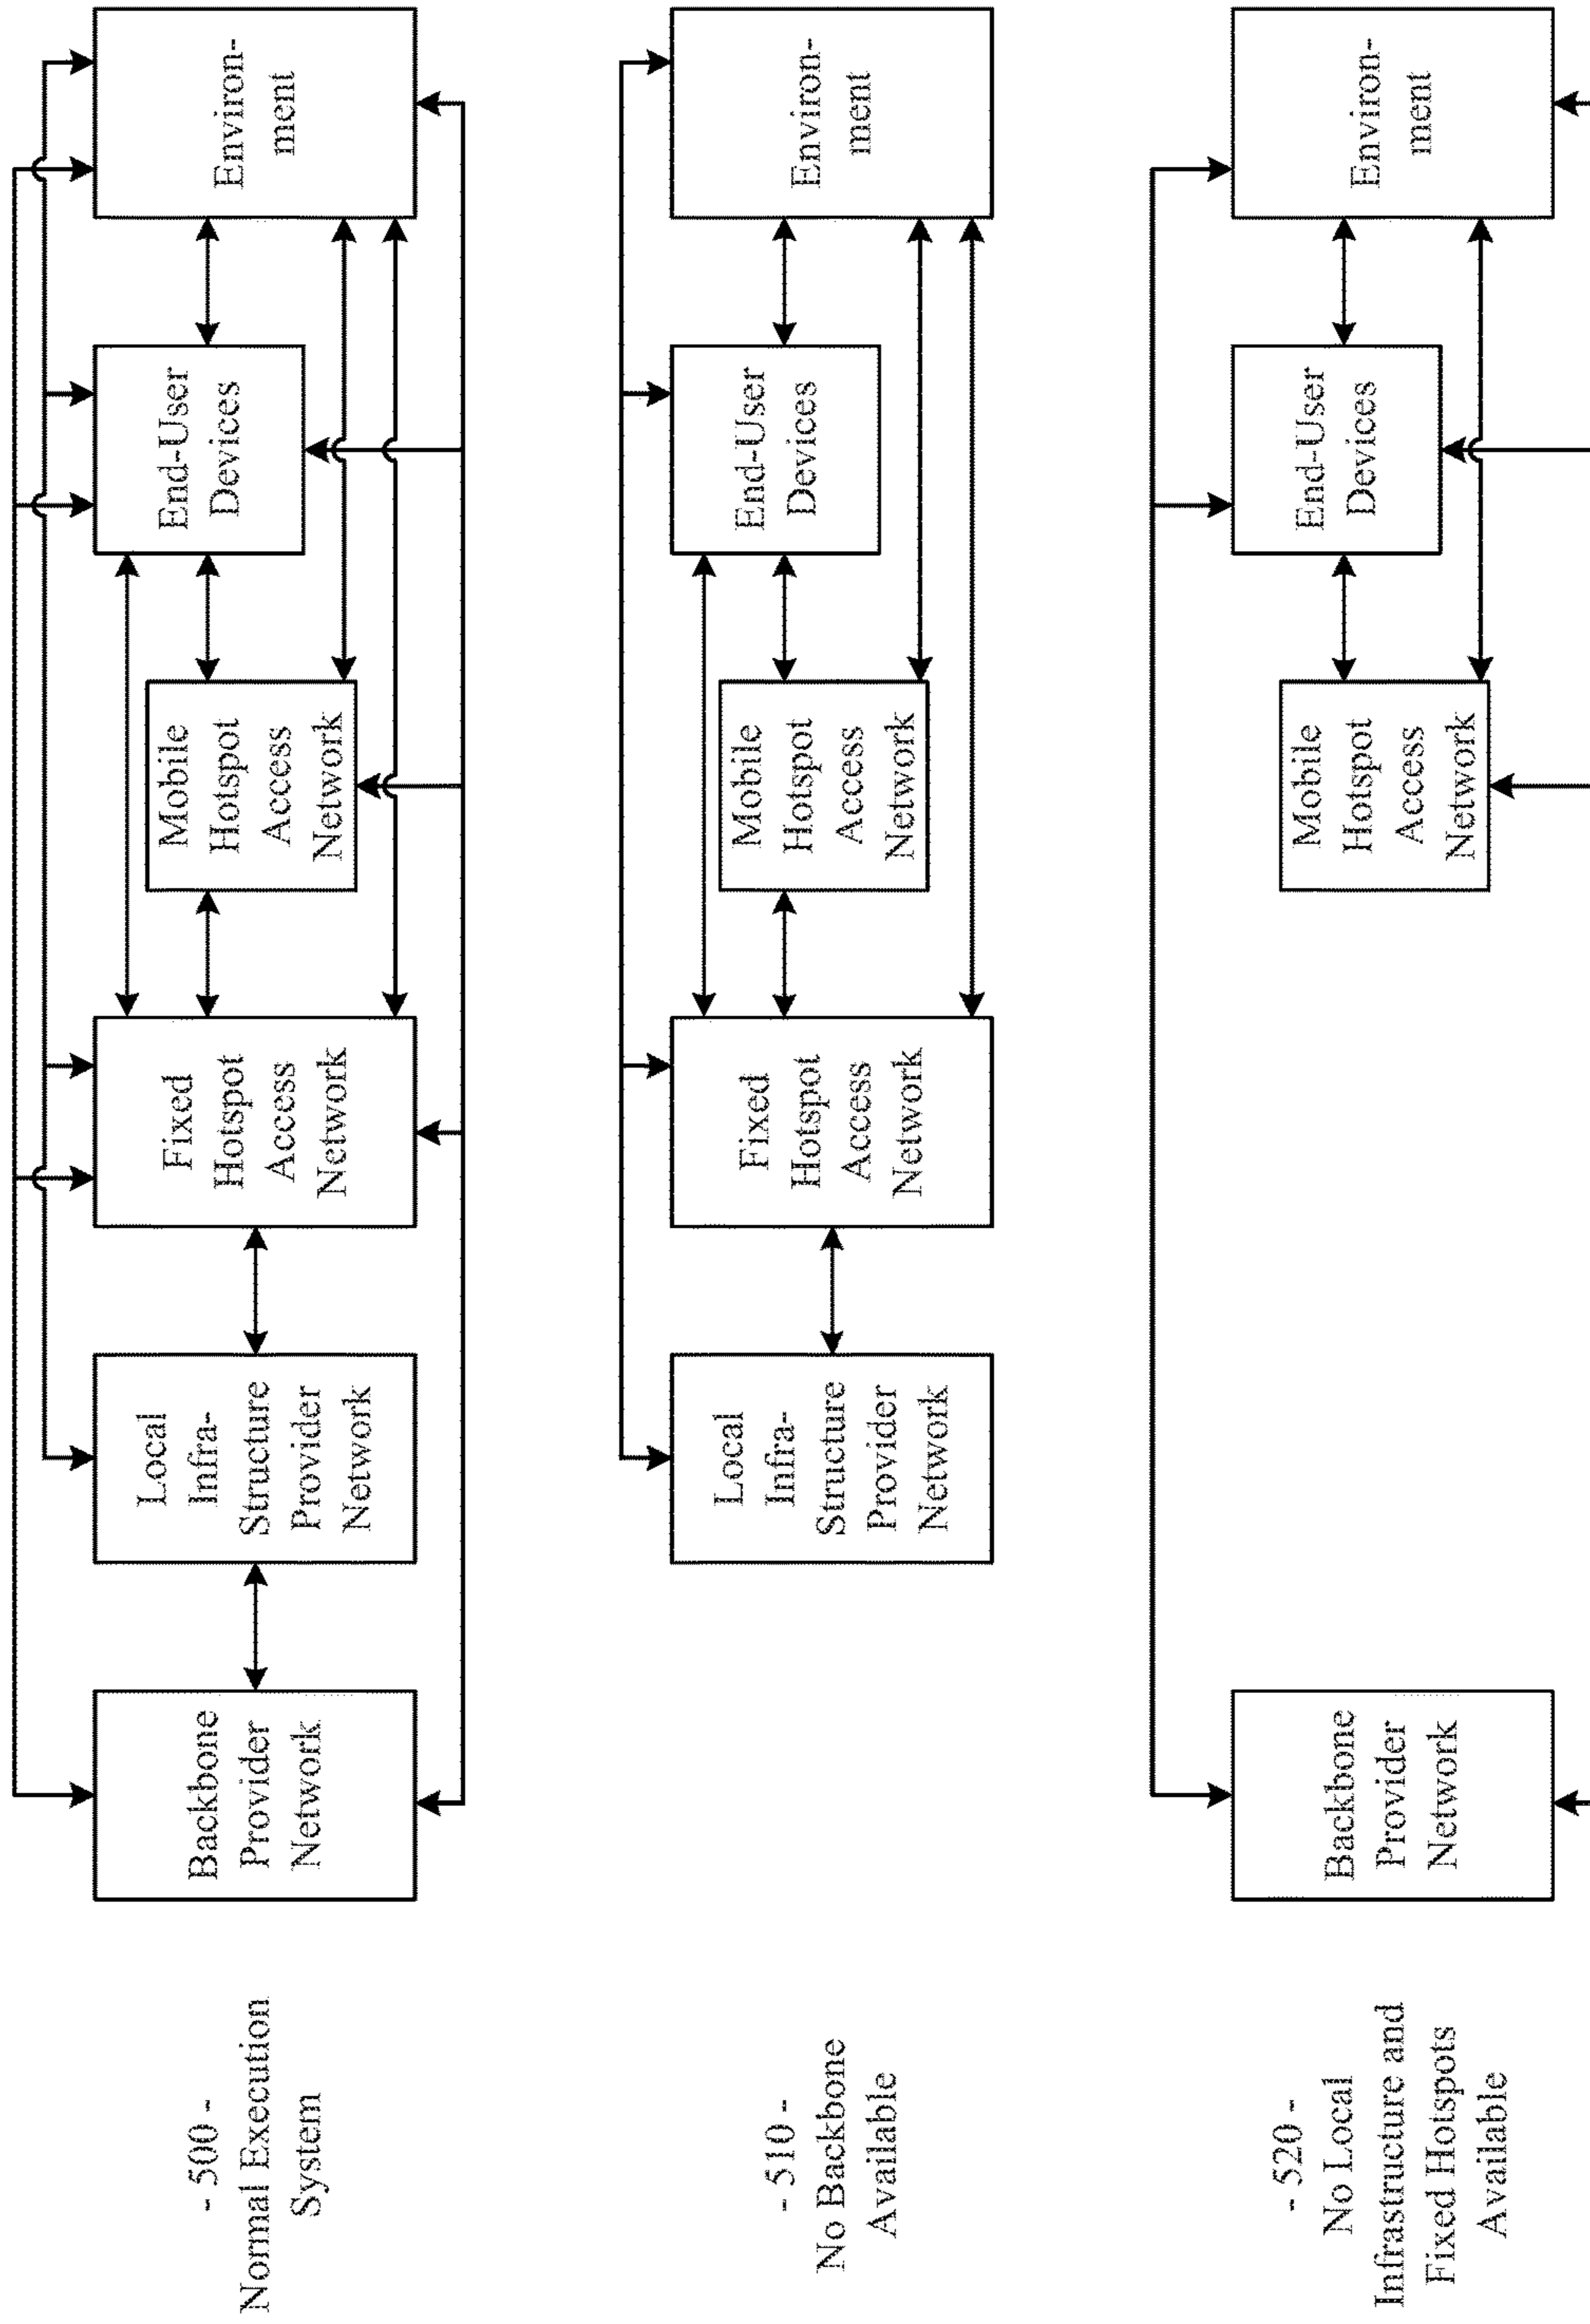 - 500 -
Normal Execution
System
Backbone
Provider
Network
Local
Infra-
Structure
Provider
Network
Fixed
Hotspot
Access
Network
Mobile
Hotspot
Access
Network
End-User
Devices
Environ-
ment
- 510 -
No Backbone
Available
Local
Infra-
Structure
Provider
Network
Fixed
Hotspot
Access
Network
Mobile
Hotspot
Access
Network
End-User
Devices
Environ-
ment
- 520 -
No Local
Infrastructure and
Fixed Hotspots
Available
Backbone
Provider
Network
Mobile
Hotspot
Access
Network
End-User
Devices
Environ-
ment